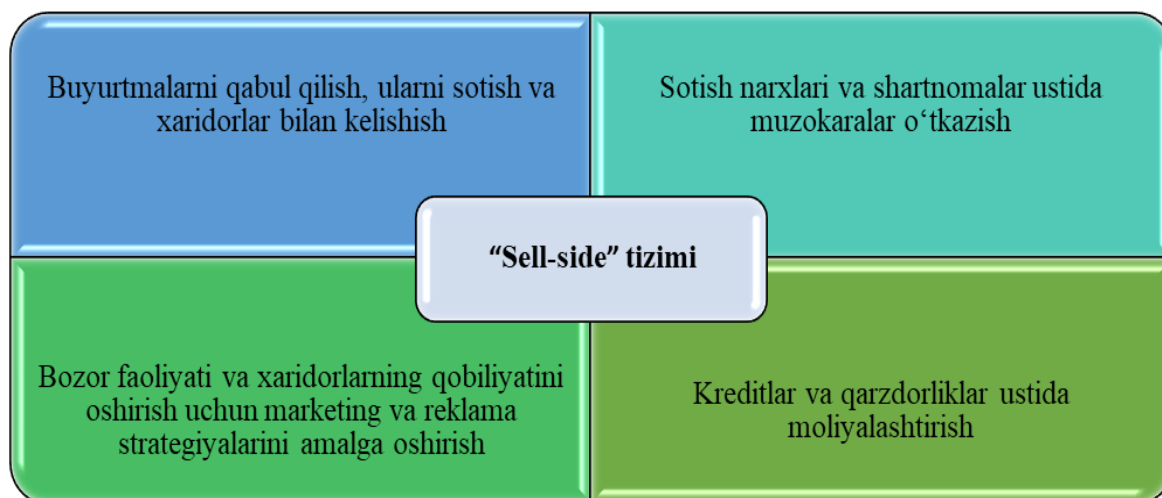 Buyurtmalarni qabul qilish, ularni sotish va
xaridorlar bilan kelishish
Sotish narxlari va shartnomalar ustida
muzokaralar o‘tkazish
“Sell-side” tizimi
Bozor faoliyati va xaridorlarning qobiliyatini
oshirish uchun marketing va reklama
strategiyalarini amalga oshirish
Kreditlar va qarzdorliklar ustida
moliyalashtirish